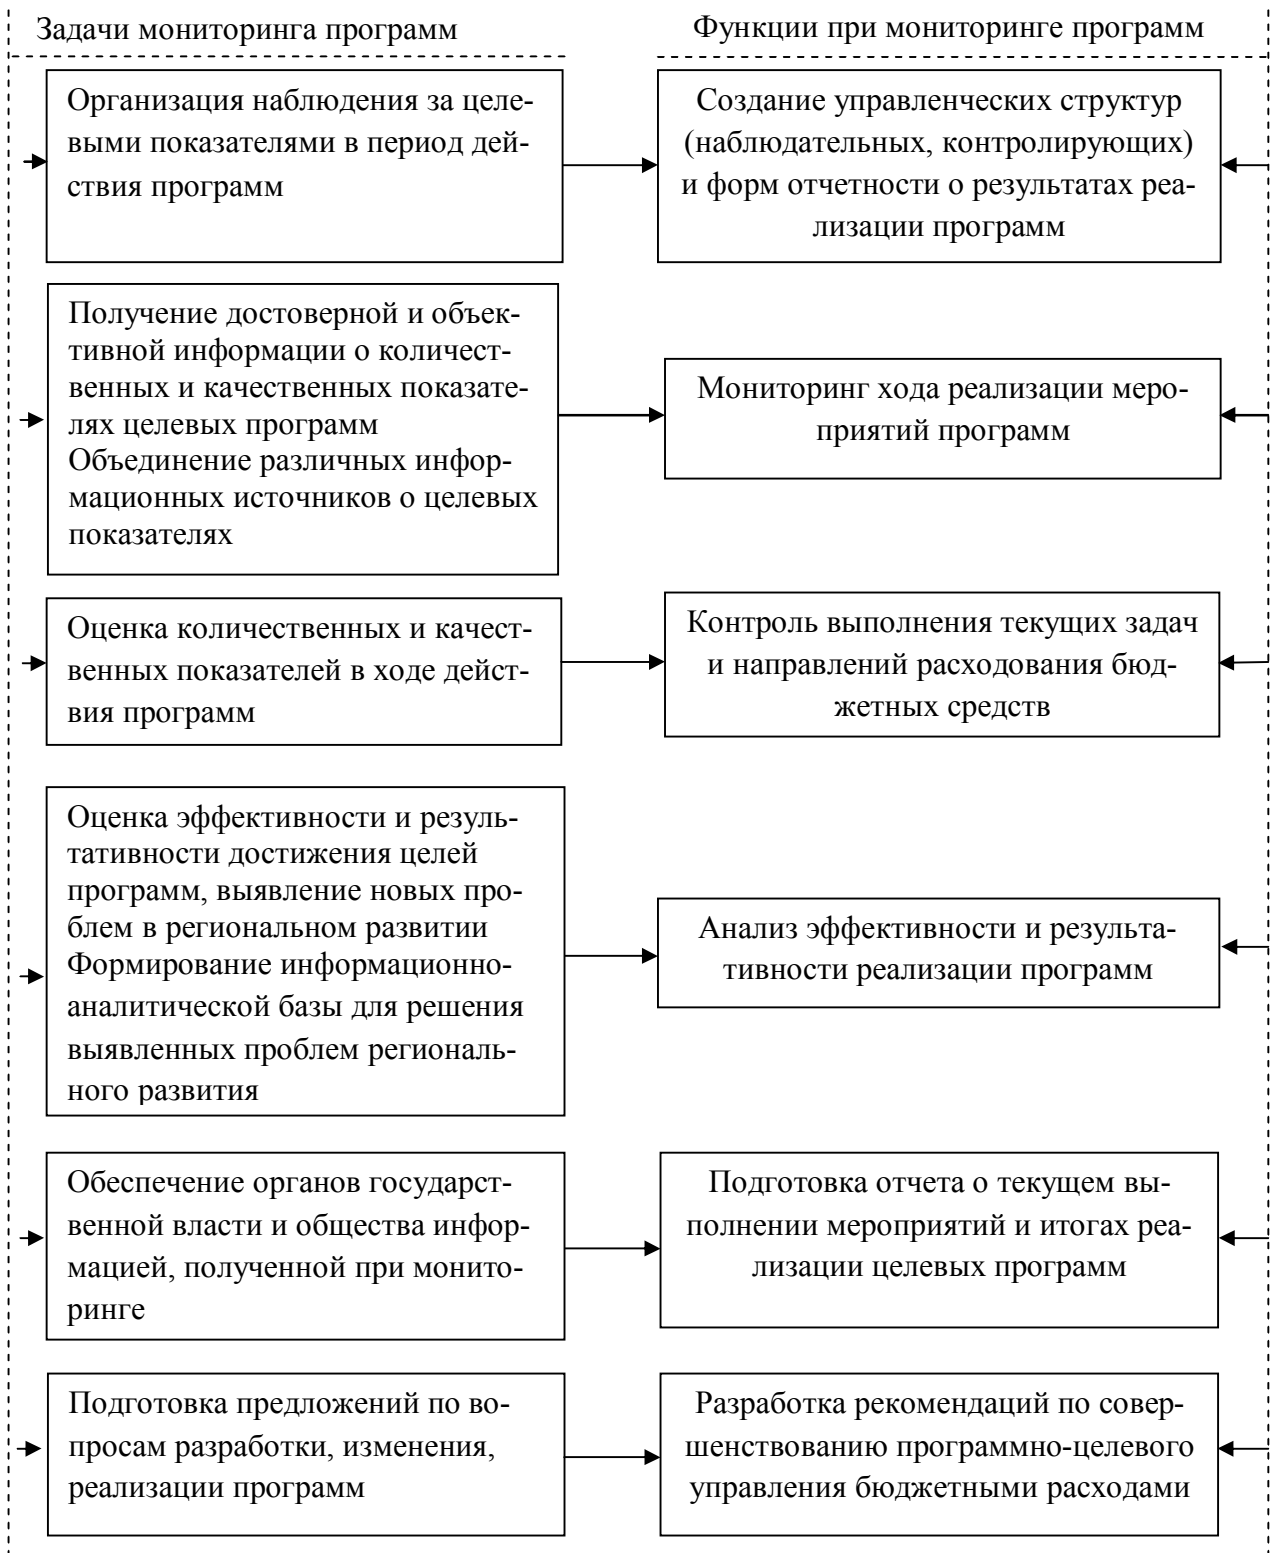 Задачи мониторинга программ
Функции при мониторинге программ
Организация наблюдения за целе-
выми показателями в период дей-
ствия программ
Создание управленческих структур
(наблюдательных, контролирующих)
и форм отчетности о результатах реа-
лизации программ
Получение достоверной и объек-
тивной информации о количест-
венных и качественных показате-
лях целевых программ
Объединение различных инфор-
мационных источников о целевых
показателях
Мониторинг хода реализации меро-
приятий программ
Оценка количественных и качест-
венных показателей в ходе дейст-
вия программ
Контроль выполнения текущих задач
и направлений расходования бюд-
жетных средств
Оценка эффективности и резуль-
тативности достижения целей
программ, выявление новых про-
блем в региональном развитии
Формирование информационно-
аналитической базы для решения
выявленных проблем региональ-
ного развития
Анализ эффективности и результа-
тивности реализации программ
Обеспечение органов государст-
венной власти и общества инфор-
мацией, полученной при монито-
ринге
Подготовка отчета о текущем вы-
полнении мероприятий и итогах реа-
лизации целевых программ
Подготовка предложений по во-
просам разработки, изменения,
реализации программ
Разработка рекомендаций по совер-
шенствованию программно-целевого
управления бюджетными расходами